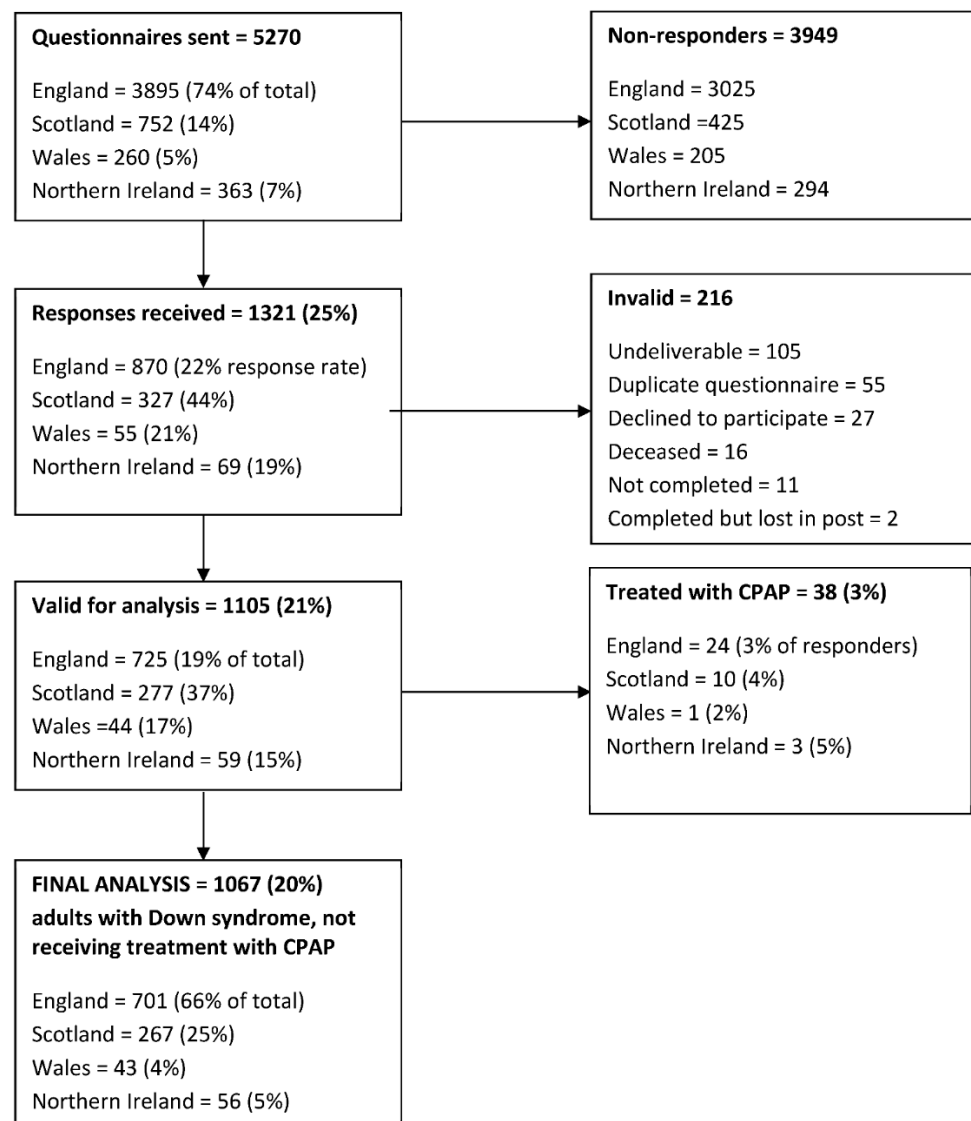 Questionnaires sent = 5270
England = 3895 (74% of total)
Scotland = 752 (14%)
Wales = 260 (5%)
Northern Ireland = 363 (7%)
Non-responders = 3949
England = 3025
Scotland =425
Wales = 205
Northern Ireland = 294
Responses received = 1321 (25%)
England = 870 (22% response rate)
Scotland = 327 (44%)
Wales = 55 (21%)
Northern Ireland = 69 (19%)
Invalid = 216
Undeliverable = 105
Duplicate questionnaire = 55
Declined to participate = 27
Deceased = 16
Not completed = 11
Completed but lost in post = 2
Valid for analysis = 1105 (21%)
England = 725 (19% of total)
Scotland = 277 (37%)
Wales =44 (17%)
Northern Ireland = 59 (15%)
Treated with CPAP = 38 (3%)
England = 24 (3% of responders)
Scotland = 10 (4%)
Wales = 1 (2%)
Northern Ireland = 3 (5%)
FINAL ANALYSIS = 1067 (20%)
adults with Down syndrome, not
receiving treatment with CPAP
England = 701 (66% of total)
Scotland = 267 (25%)
Wales = 43 (4%)
Northern Ireland = 56 (5%)